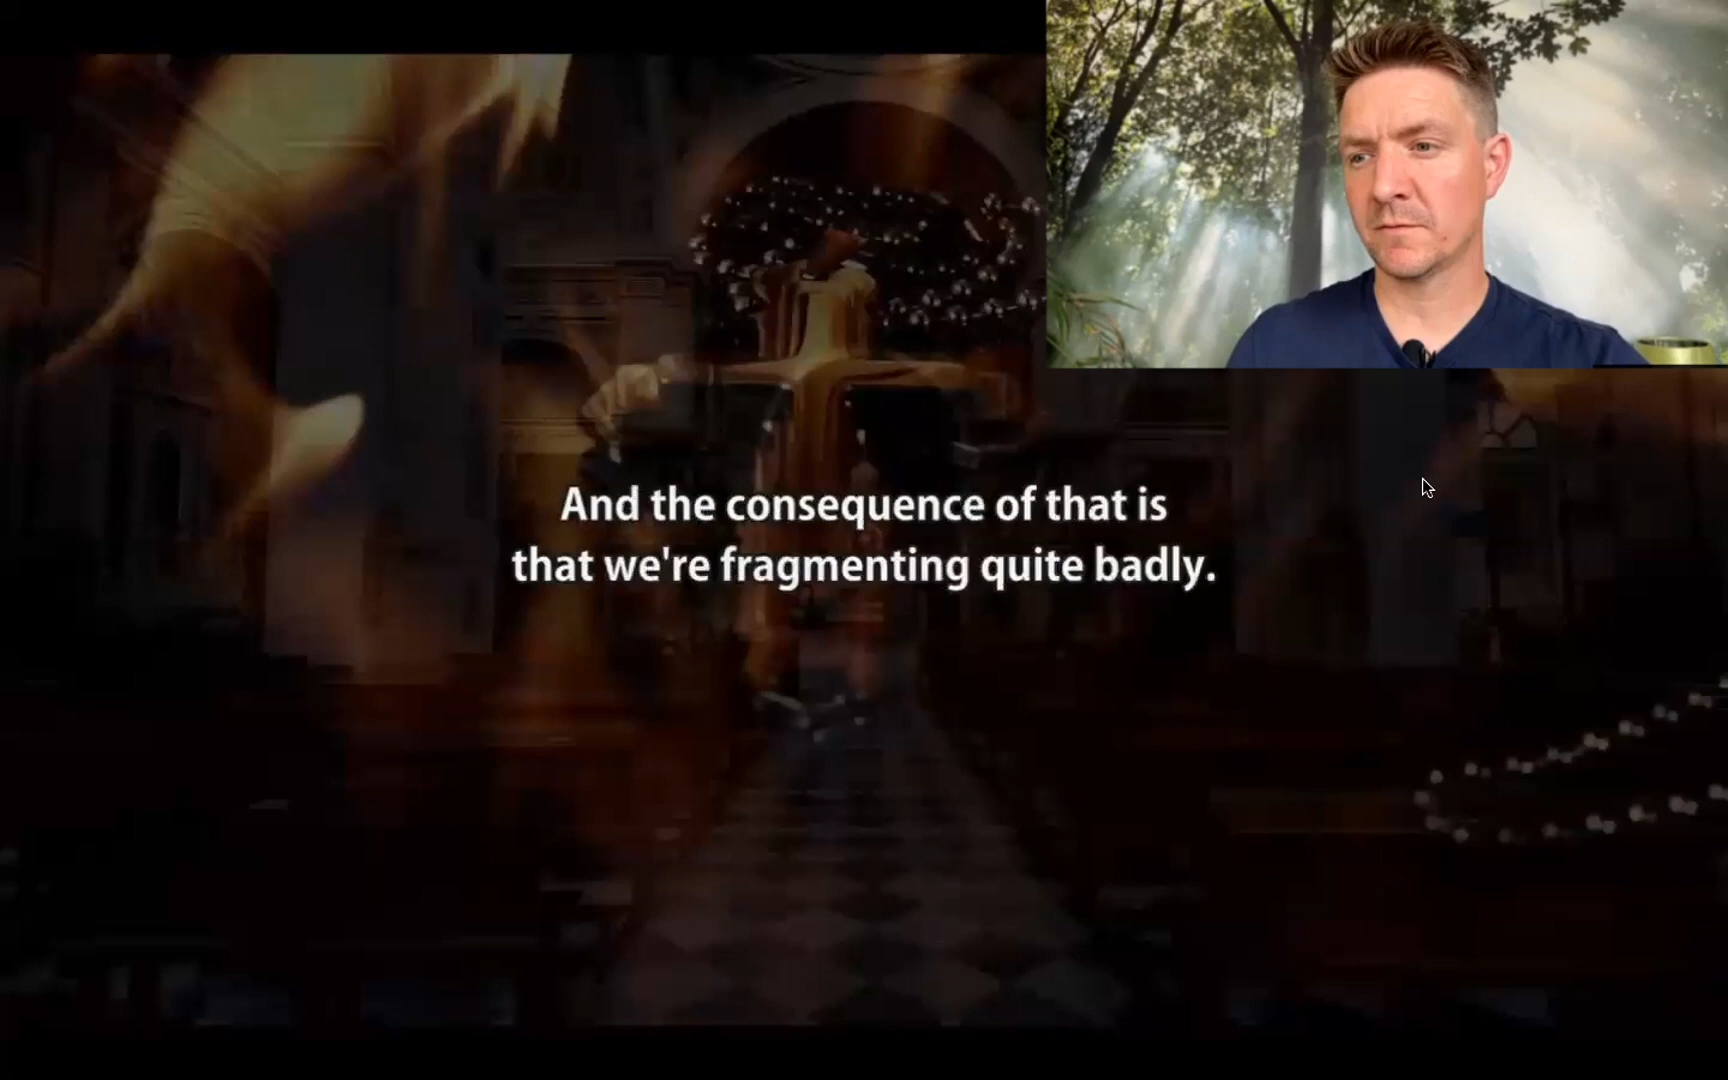 And the consequence of that is
that we're fragmenting quite badly.